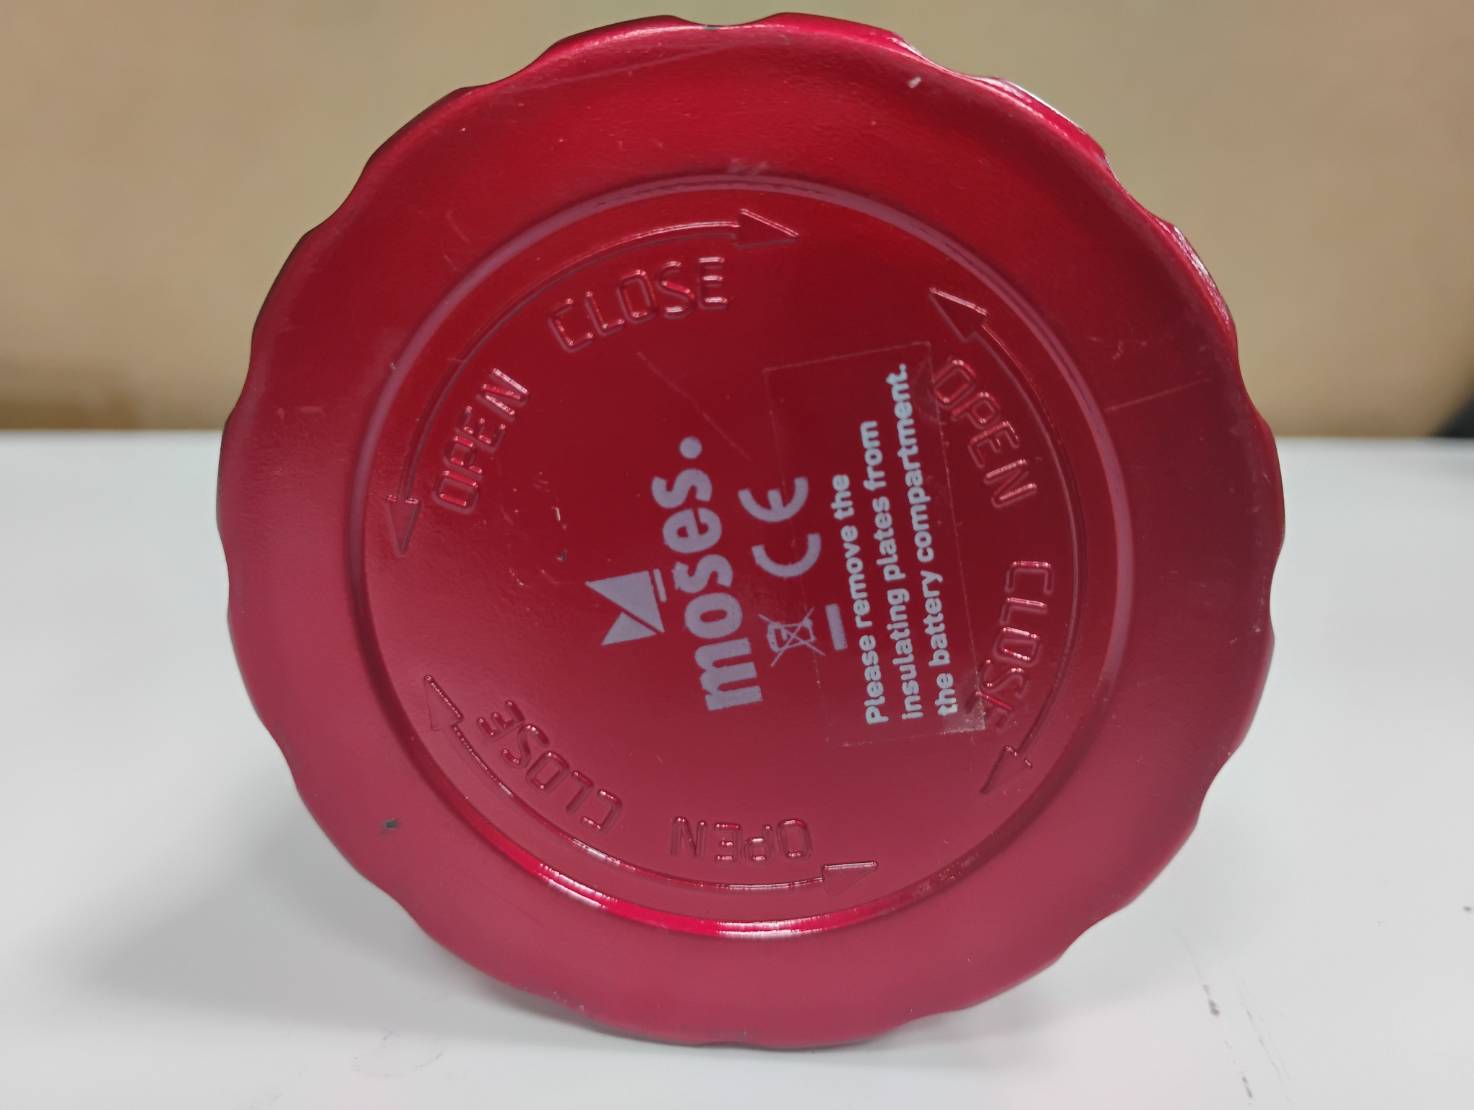 OPEN CLOSE
OPEN CLOSE
OPEN CLOSE
moses.
CE
Please remove the
insulating plates from
the battery compartment.